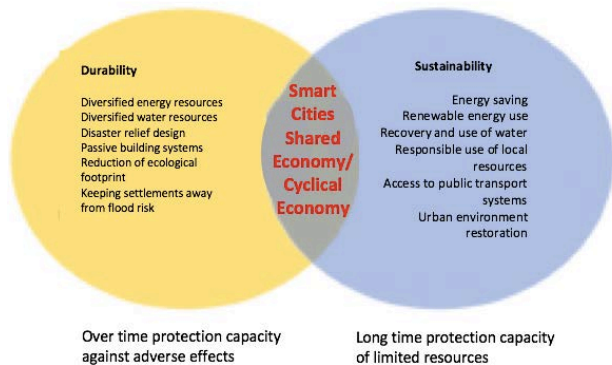 Durability
Diversified energy resources
Diversified water resources
Disaster relief design
Passive building systems
Reduction of ecological
footprint
Keeping settlements away
from flood risk
Smart
Cities
Shared
Economy/
Cyclical
Economy
Sustainability
Energy saving
Renewable energy use
Recovery and use of water
Responsible use of local
resources
Access to public transport
systems
Urban environment
restoration
Over time protection capacity
against adverse effects
Long time protection capacity
of limited resources